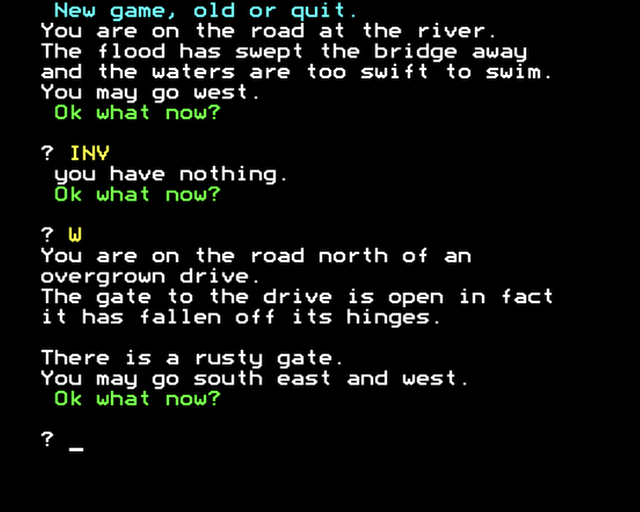 New game, old or quit.
You are on the road at the river.
The flood has swept the bridge away
and the waters are too swift to swim.
You may go west.
Ok what now?
? INV
you have nothing.
Ok what now?
? W
You are on the road north of an
overgrown drive.
The gate to the drive is open in fact
it has fallen off its hinges.
There is a rusty gate.
You may go south east and west.
Ok what now?
? _